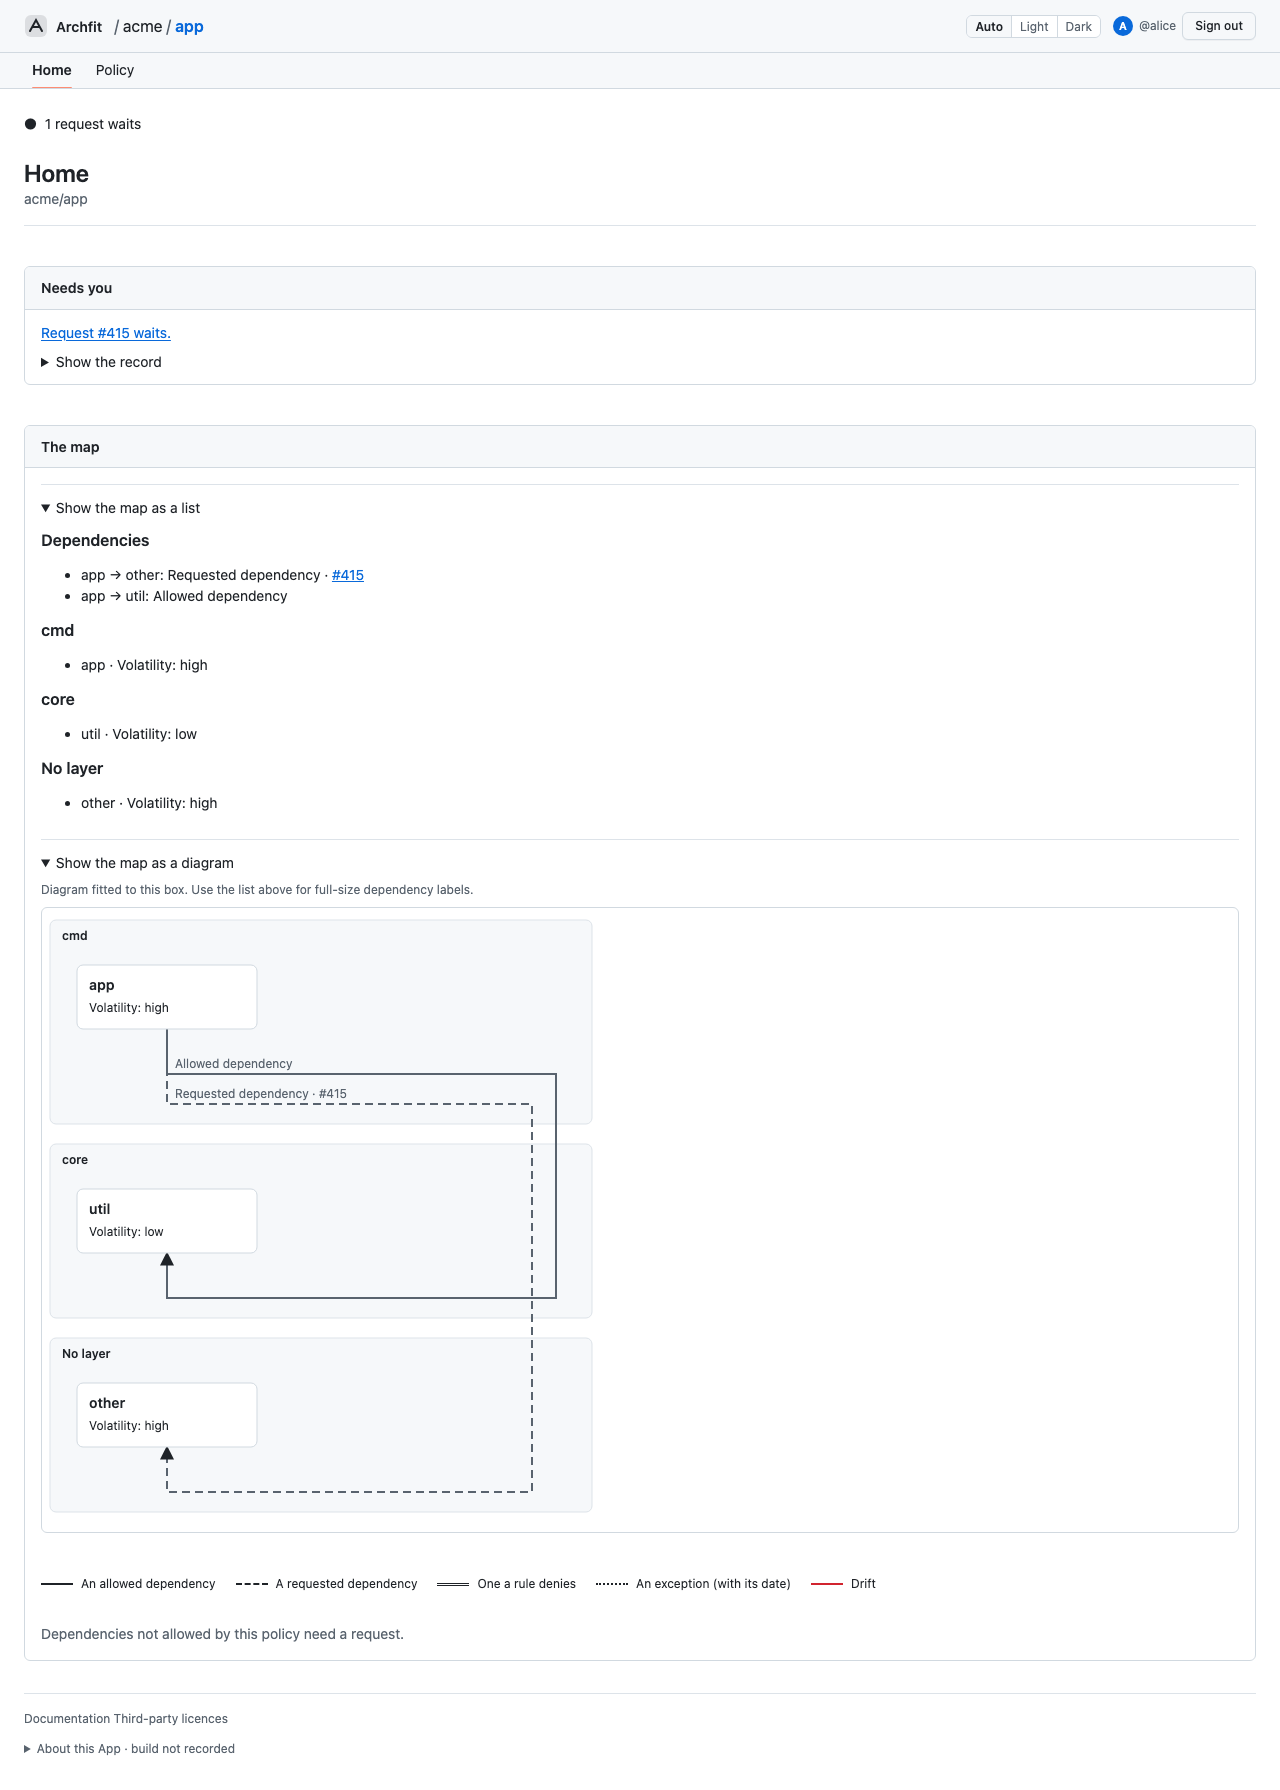 Archfit / acme / app
Auto Light Dark A @alice Sign out
Home Policy
1 request waits
Home
acme/app
Needs you
Request #415 waits.
Show the record
The map
Show the map as a list
Dependencies
app → other: Requested dependency · #415
app → util: Allowed dependency
cmd
app · Volatility: high
core
util · Volatility: low
No layer
other · Volatility: high
Show the map as a diagram
Diagram fitted to this box. Use the list above for full-size dependency labels.
cmd
app
Volatility: high
Allowed dependency
Requested dependency · #415
core
util
Volatility: low
No layer
other
Volatility: high
An allowed dependency A requested dependency One a rule denies An exception (with its date) Drift
Dependencies not allowed by this policy need a request.
Documentation Third-party licences
About this App · build not recorded